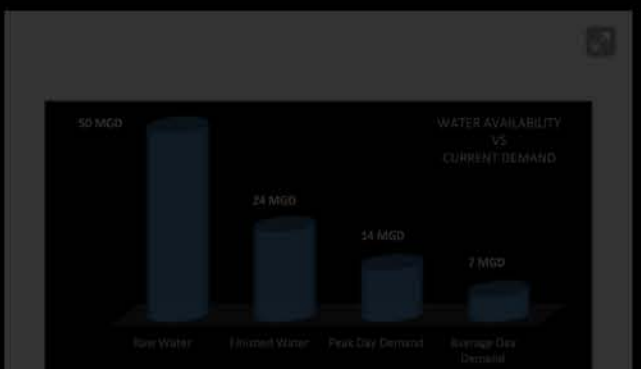 50 MGD
WATER AVAILABILITY
VS
CURRENT DEMAND
24 MGD
14 MGD
7 MGD
Raw Water
Finished Water
Peak Day Demand
Average Day
Demand